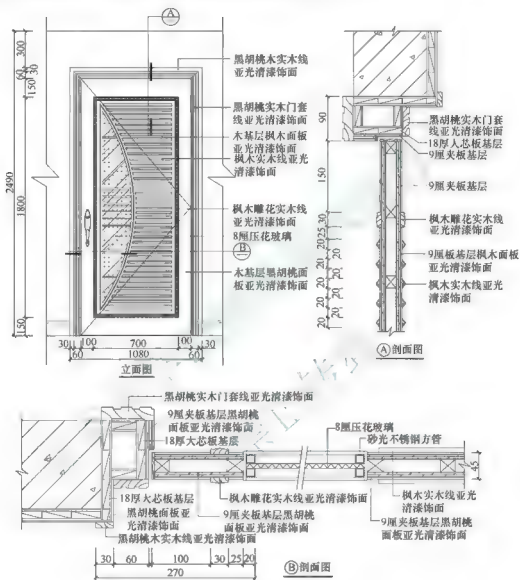 A
黑胡桃木实木线
亚光清漆饰面
黑胡桃实木门套
线亚光清漆饰面
木基层枫木面板
亚光清漆饰面
枫木实木线亚光
清漆饰面
枫木雕花实木线
亚光清漆饰面
8厘压花玻璃
B
木基层黑胡桃面
板亚光清漆饰面
300
60
30
150
2490
1800
150
30 100 700 100 30
60 1080 60
立面图
黑胡桃实木门套
线亚光清漆饰面
18厚大芯板基层
9厘夹板基层
9厘夹板基层
枫木雕花实木线
亚光清漆饰面
9厘板基层枫木面板
亚光清漆饰面
枫木实木线亚光
清漆饰面
90
150
30
25
20
20
20
20
20
20
20
20
20
A 剖面图
黑胡桃实木门套线亚光清漆饰面
9厘夹板基层黑胡桃
面板亚光清漆饰面
18厚大芯板基层
8厘压花玻璃
砂光不锈钢方管
45
18厚大芯板基层
黑胡桃面板亚
光清漆饰面
黑胡桃木实木线亚光清漆饰面
枫木雕花实木线亚光清漆饰面
9厘夹板基层黑胡桃
面板亚光清漆饰面
枫木实木线亚光
清漆饰面
9厘夹板基层黑胡桃
面板亚光清漆饰面
30 60 100 30 25 20
270
B 剖面图